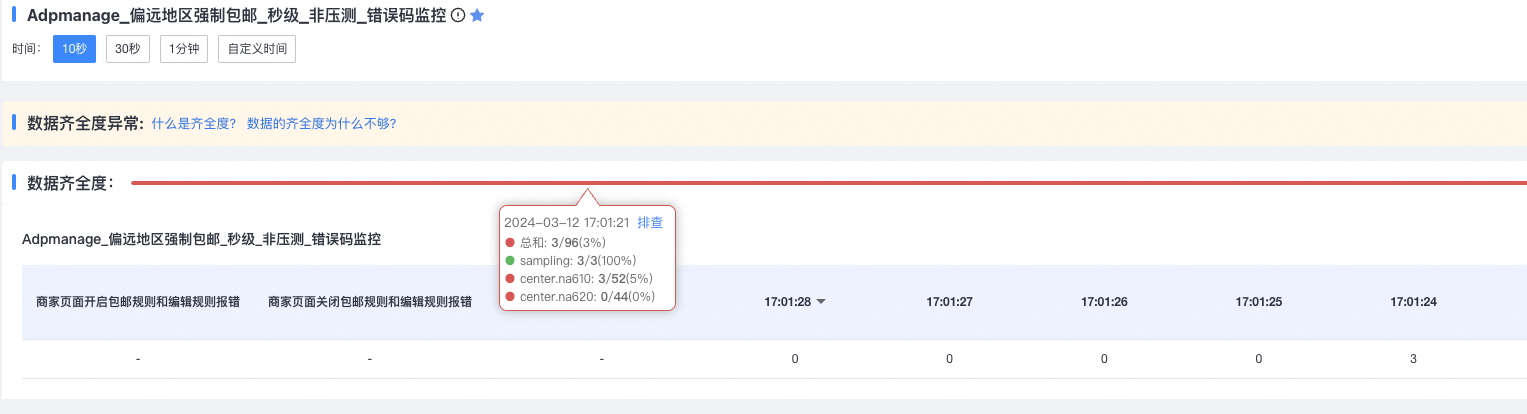 Adpmanage_偏远地区强制包邮_秒级_非压测_错误码监控
时间: 10秒 30秒 1分钟 自定义时间
数据齐全度异常: 什么是齐全度? 数据的齐全度为什么不够?
数据齐全度:
2024-03-12 17:01:21 排查
总和: 3/96(3%)
sampling: 3/3(100%)
center.na610: 3/52(5%)
center.na620: 0/44(0%)
Adpmanage_偏远地区强制包邮_秒级_非压测_错误码监控
商家页面开启包邮规则和编辑规则报错 商家页面关闭包邮规则和编辑规则报错 17:01:28 17:01:27 17:01:26 17:01:25 17:01:24
- - - 0 0 0 0 3